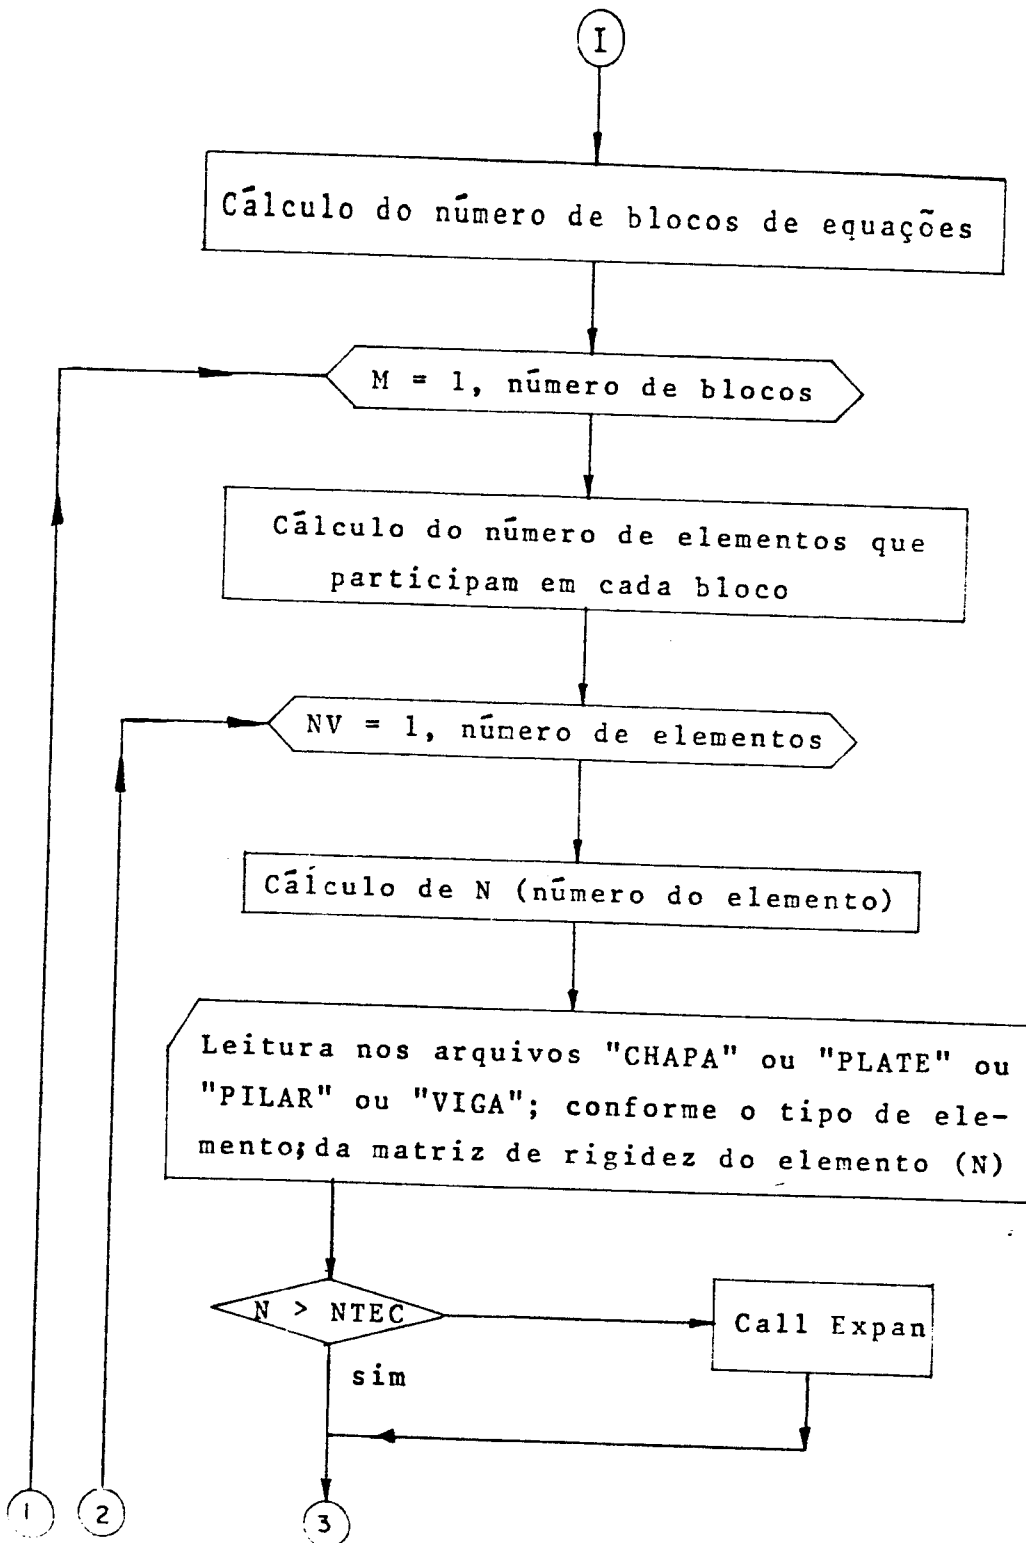 I
Cálculo do número de blocos de equações
M = 1, número de blocos
Cálculo do número de elementos que
participam em cada bloco
NV = 1, número de elementos
Cálculo de N (número do elemento)
Leitura nos arquivos "CHAPA" ou "PLATE" ou
"PILAR" ou "VIGA"; conforme o tipo de ele-
mento; da matriz de rigidez do elemento (N)
N > NTEC
Call Expan
sim
1
2
3